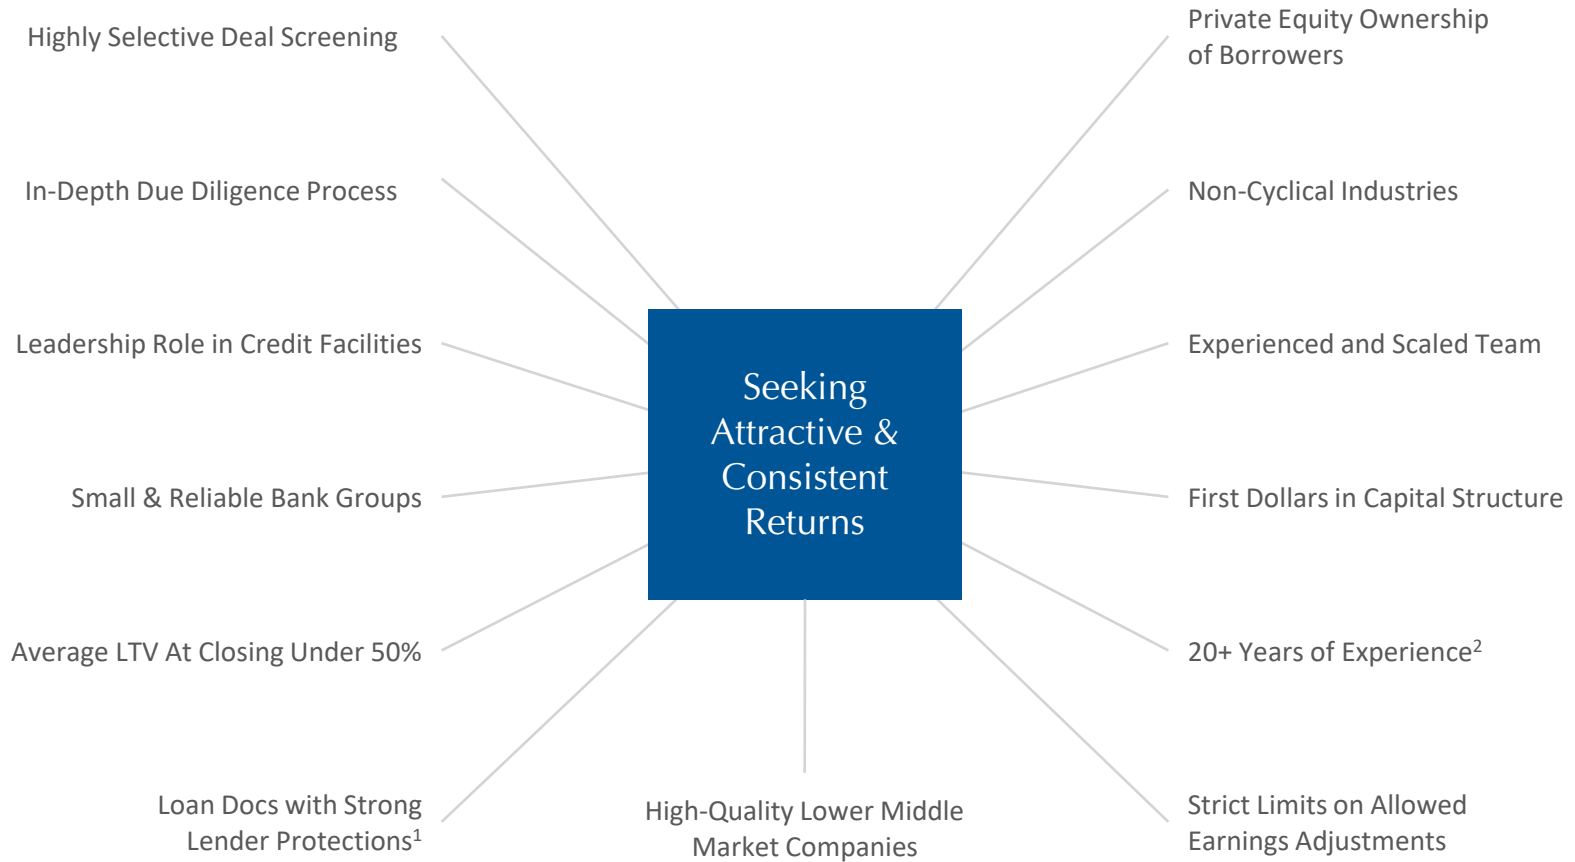 Highly Selective Deal Screening
In-Depth Due Diligence Process
Leadership Role in Credit Facilities
Small & Reliable Bank Groups
Average LTV At Closing Under 50%
Loan Docs with Strong
Lender Protections1
Seeking
Attractive &
Consistent
Returns
High-Quality Lower Middle
Market Companies
Private Equity Ownership
of Borrowers
Non-Cyclical Industries
Experienced and Scaled Team
First Dollars in Capital Structure
20+ Years of Experience2
Strict Limits on Allowed
Earnings Adjustments